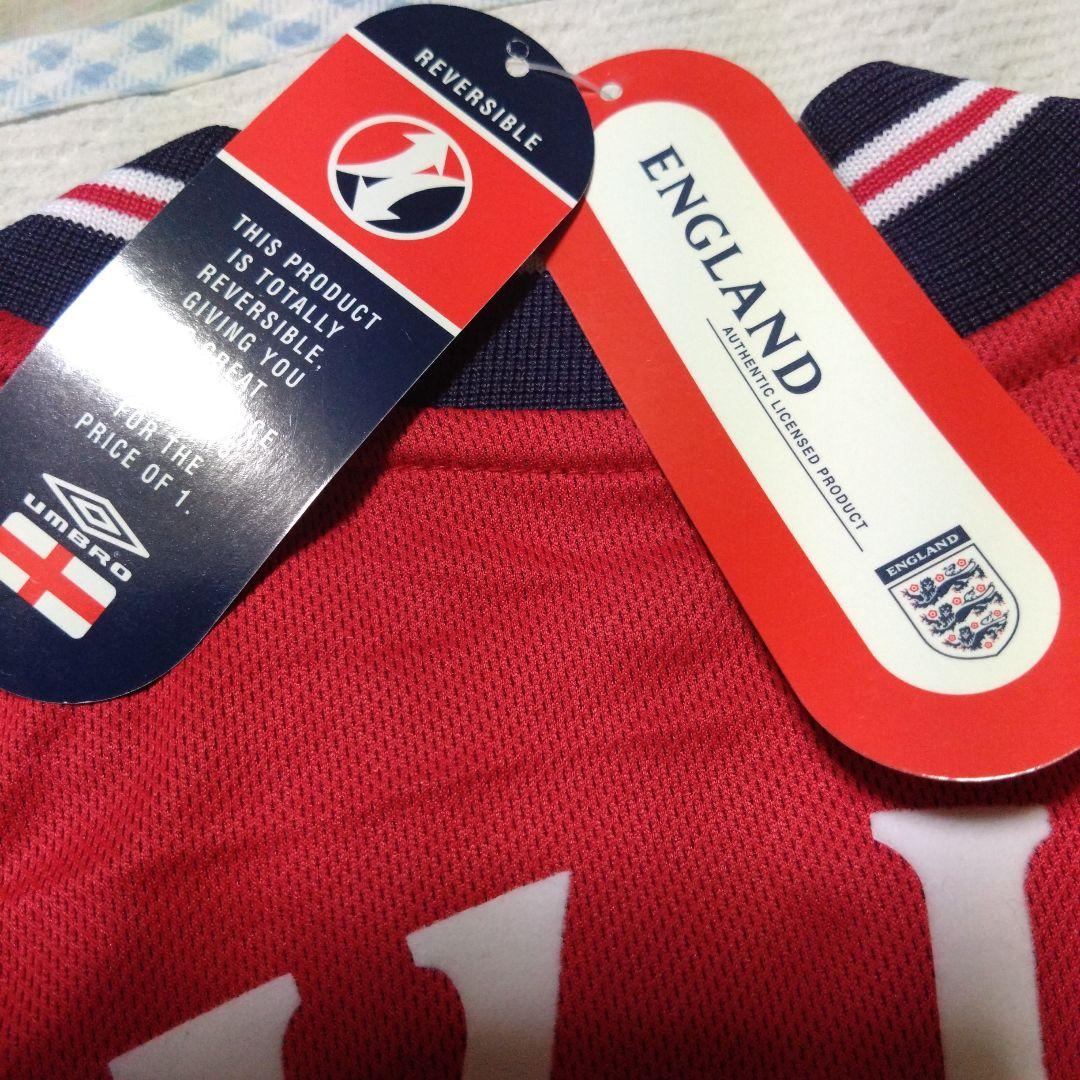 REVERSIBLE
THIS PRODUCT
IS TOTALLY
REVERSIBLE,
GIVING YOU
GREAT
FOR THE
PRICE OF 1.
umbro
ENGLAND
AUTHENTIC LICENSED PRODUCT
ENGLAND